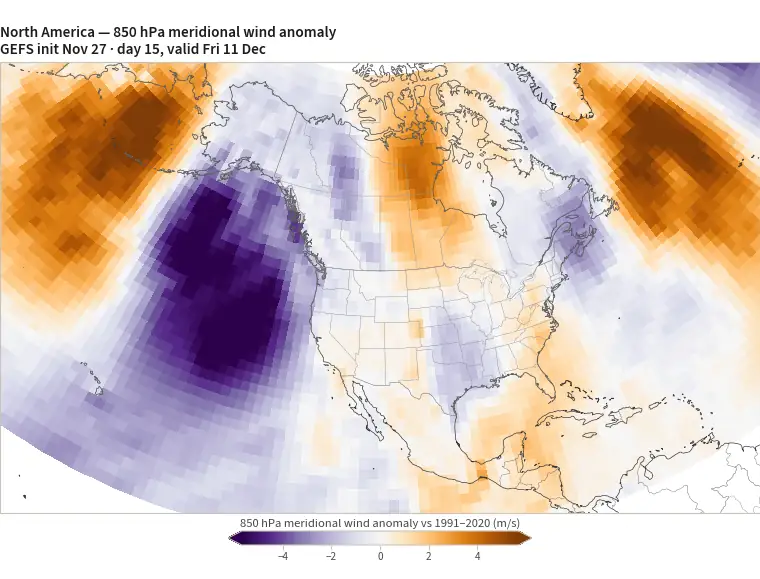 North America — 850 hPa meridional wind anomaly
GEFS init Nov 27 · day 15, valid Fri 11 Dec
850 hPa meridional wind anomaly vs 1991–2020 (m/s)
−4 −2 0 2 4